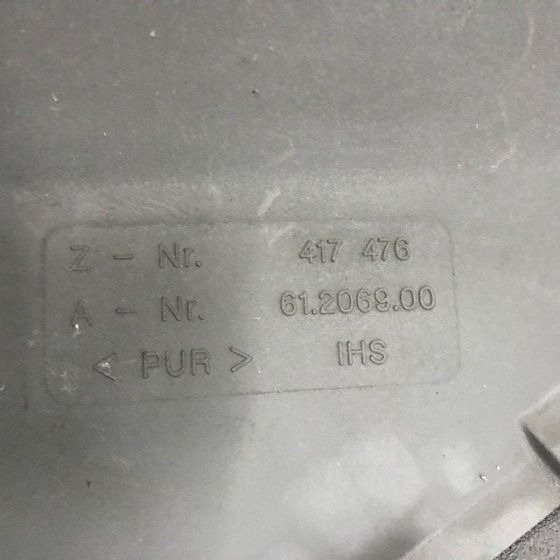 Z - Nr. 417 476
A - Nr. 61.2069.00
< PUR > IHS